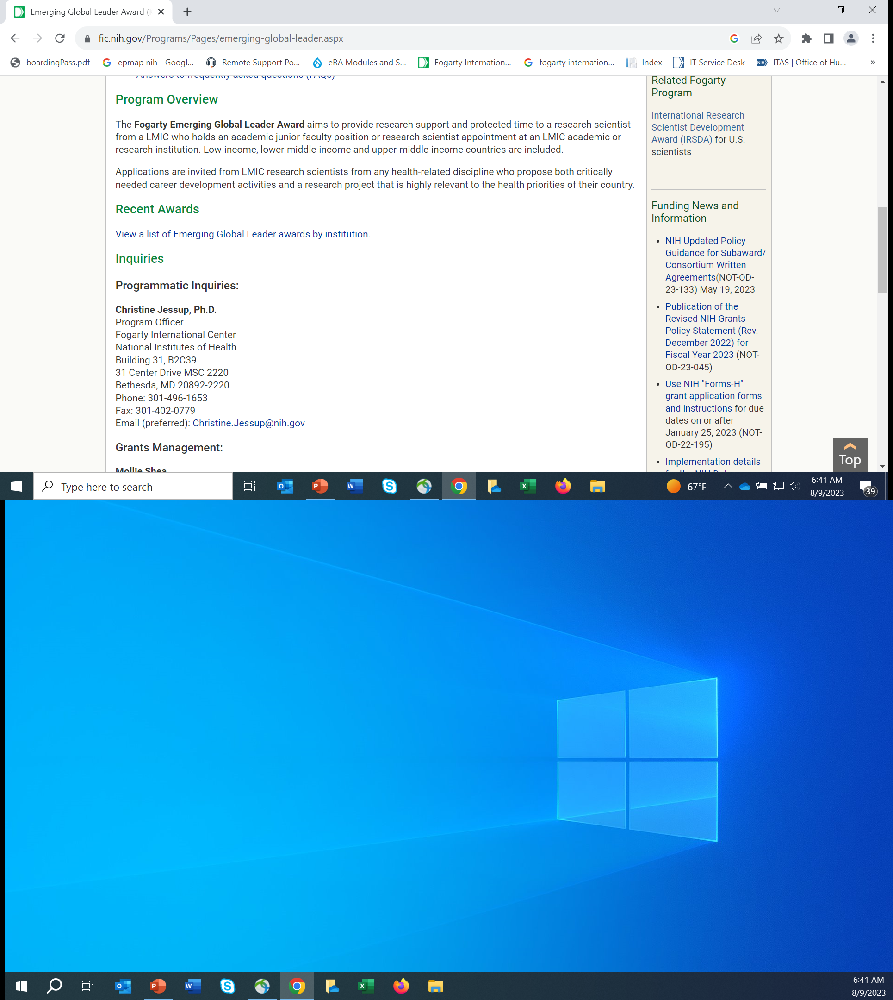 Emerging Global Leader Award (
fic.nih.gov/Programs/Pages/emerging-global-leader.aspx
boardingPass.pdf
epmap nih - Googl...
Remote Support Po...
eRA Modules and S...
Fogarty Internation...
fogarty internation...
Index
IT Service Desk
ITAS | Office of Hu...
»
Answers to frequently asked questions (FAQs)
Program Overview
The Fogarty Emerging Global Leader Award aims to provide research support and protected time to a research scientist
from a LMIC who holds an academic junior faculty position or research scientist appointment at an LMIC academic or
research institution. Low-income, lower-middle-income and upper-middle-income countries are included.
Applications are invited from LMIC research scientists from any health-related discipline who propose both critically
needed career development activities and a research project that is highly relevant to the health priorities of their country.
Recent Awards
View a list of Emerging Global Leader awards by institution.
Inquiries
Programmatic Inquiries:
Christine Jessup, Ph.D.
Program Officer
Fogarty International Center
National Institutes of Health
Building 31, B2C39
31 Center Drive MSC 2220
Bethesda, MD 20892-2220
Phone: 301-496-1653
Fax: 301-402-0779
Email (preferred): Christine.Jessup@nih.gov
Grants Management:
Mollie Shea
Related Fogarty
Program
International Research
Scientist Development
Award (IRSDA) for U.S.
scientists
Funding News and
Information
• NIH Updated Policy
Guidance for Subaward/
Consortium Written
Agreements(NOT-OD-
23-133) May 19, 2023
• Publication of the
Revised NIH Grants
Policy Statement (Rev.
December 2022) for
Fiscal Year 2023 (NOT-
OD-23-045)
• Use NIH "Forms-H"
grant application forms
and instructions for due
dates on or after
January 25, 2023 (NOT-
OD-22-195)
• Implementation details
for the NIH Data
Top
Type here to search
67°F
6:41 AM
8/9/2023
39
6:41 AM
8/9/2023